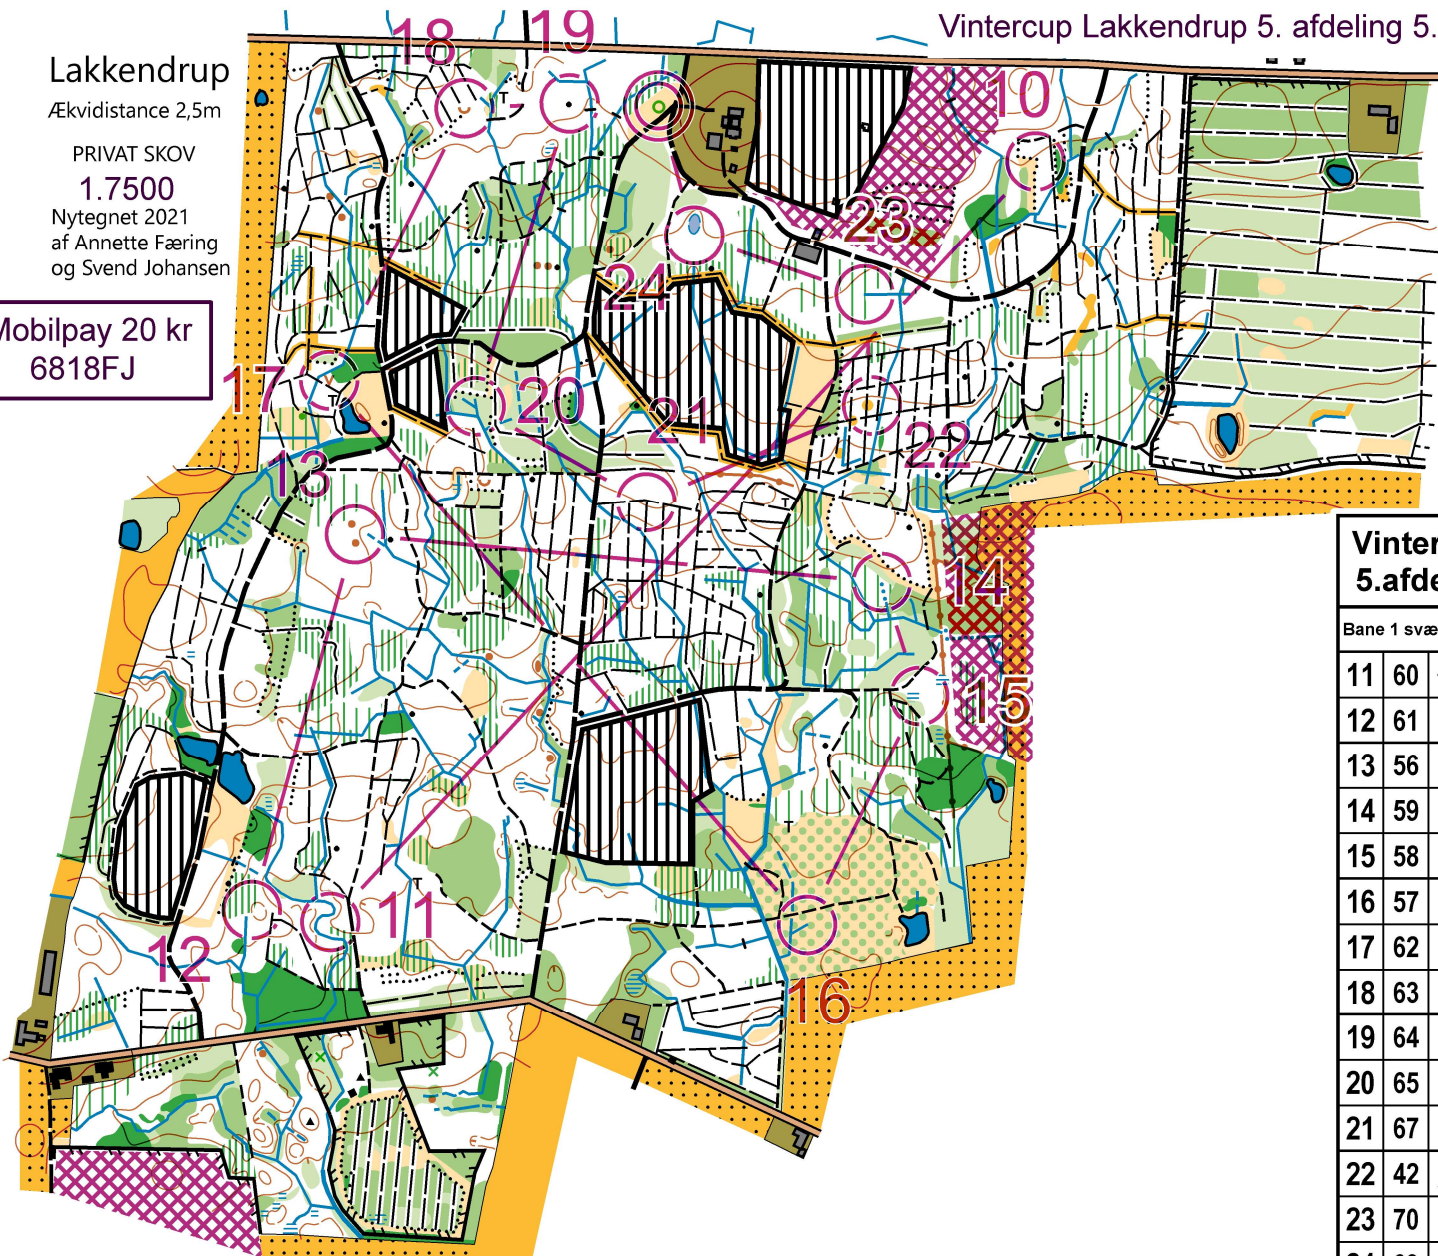 Vintercup Lakkendrup 5. afdeling 5.
Lakkendrup
Ækvidistance 2,5m
PRIVAT SKOV
1.7500
Nytegnet 2021
af Annette Færing
og Svend Johansen
Mobilpay 20 kr
6818FJ
18
19
10
23
24
17
20
21
22
13
14
15
11
12
16
Vinter
5.afde
Bane 1 svæ
11 60
12 61
13 56
14 59
15 58
16 57
17 62
18 63
19 64
20 65
21 67
22 42
23 70